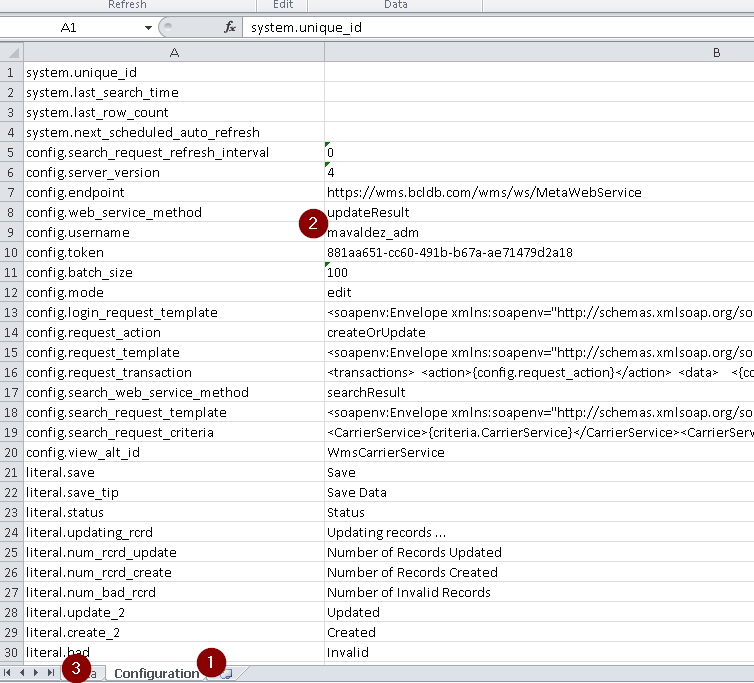 Refresh Edit Data
A1 fx system.unique_id
A B
1 system.unique_id
2 system.last_search_time
3 system.last_row_count
4 system.next_scheduled_auto_refresh
5 config.search_request_refresh_interval 0
6 config.server_version 4
7 config.endpoint https://wms.bcldb.com/wms/ws/MetaWebService
8 config.web_service_method updateResult
2
9 config.username mavaldez_adm
10 config.token 881aa651-cc60-491b-b67a-ae71479d2a18
11 config.batch_size 100
12 config.mode edit
13 config.login_request_template <soapenv:Envelope xmlns:soapenv="http://schemas.xmlsoap.org/so
14 config.request_action createOrUpdate
15 config.request_template <soapenv:Envelope xmlns:soapenv="http://schemas.xmlsoap.org/so
16 config.request_transaction <transactions> <action>{config.request_action}</action> <data> <{co
17 config.search_web_service_method searchResult
18 config.search_request_template <soapenv:Envelope xmlns:soapenv="http://schemas.xmlsoap.org/so
19 config.search_request_criteria <CarrierService>{criteria.CarrierService}</CarrierService><CarrierServ
20 config.view_alt_id WmsCarrierService
21 literal.save Save
22 literal.save_tip Save Data
23 literal.status Status
24 literal.updating_rcrd Updating records ...
25 literal.num_rcrd_update Number of Records Updated
26 literal.num_rcrd_create Number of Records Created
27 literal.num_bad_rcrd Number of Invalid Records
28 literal.update_2 Updated
29 literal.create_2 Created
30 literal.bad Invalid
3 Configuration 1